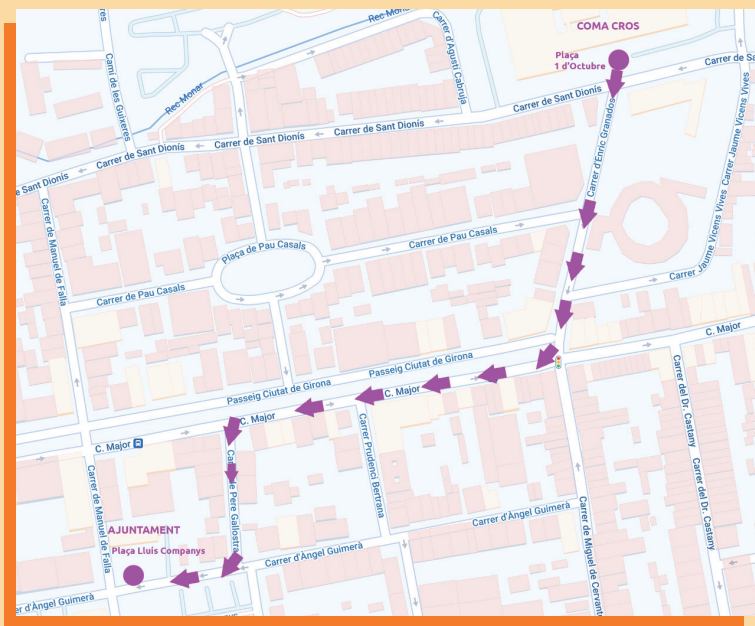 COMA CROS
Plaça
1 d'Octubre
Rec Monar
Carrer d'Agustí Cabruja
Carrer de Sa
res
Camí de les Guixeres
Rec Monar
Carrer de Sant Dionís
Carrer de Sant Dionís
Carrer de Sant Dionís
Carrer de Sant Dionís
e Sant Dionís
Carrer d'Enric Granados
Carrer Jaume Vicens Vives
Carrer Jaume Vicens Vives
Carrer de Manuel de Falla
Plaça de Pau Casals
Carrer de Pau Casals
Carrer de Pau Casals
C. Major
Passeig Ciutat de Girona
Passeig Ciutat de Girona
C. Major
C. Major
C. Major
Carrer del Dr. Castany
Carrer del Dr. Castany
Carrer Prudenci Bertrana
de Pere Gallostra
Carrer de Manuel de Falla
Carrer d'Àngel Guimerà
Carrer d'Àngel Guimerà
er d'Àngel Guimerà
Carrer de Miguel de Cervant
AJUNTAMENT
Plaça Lluís Companys